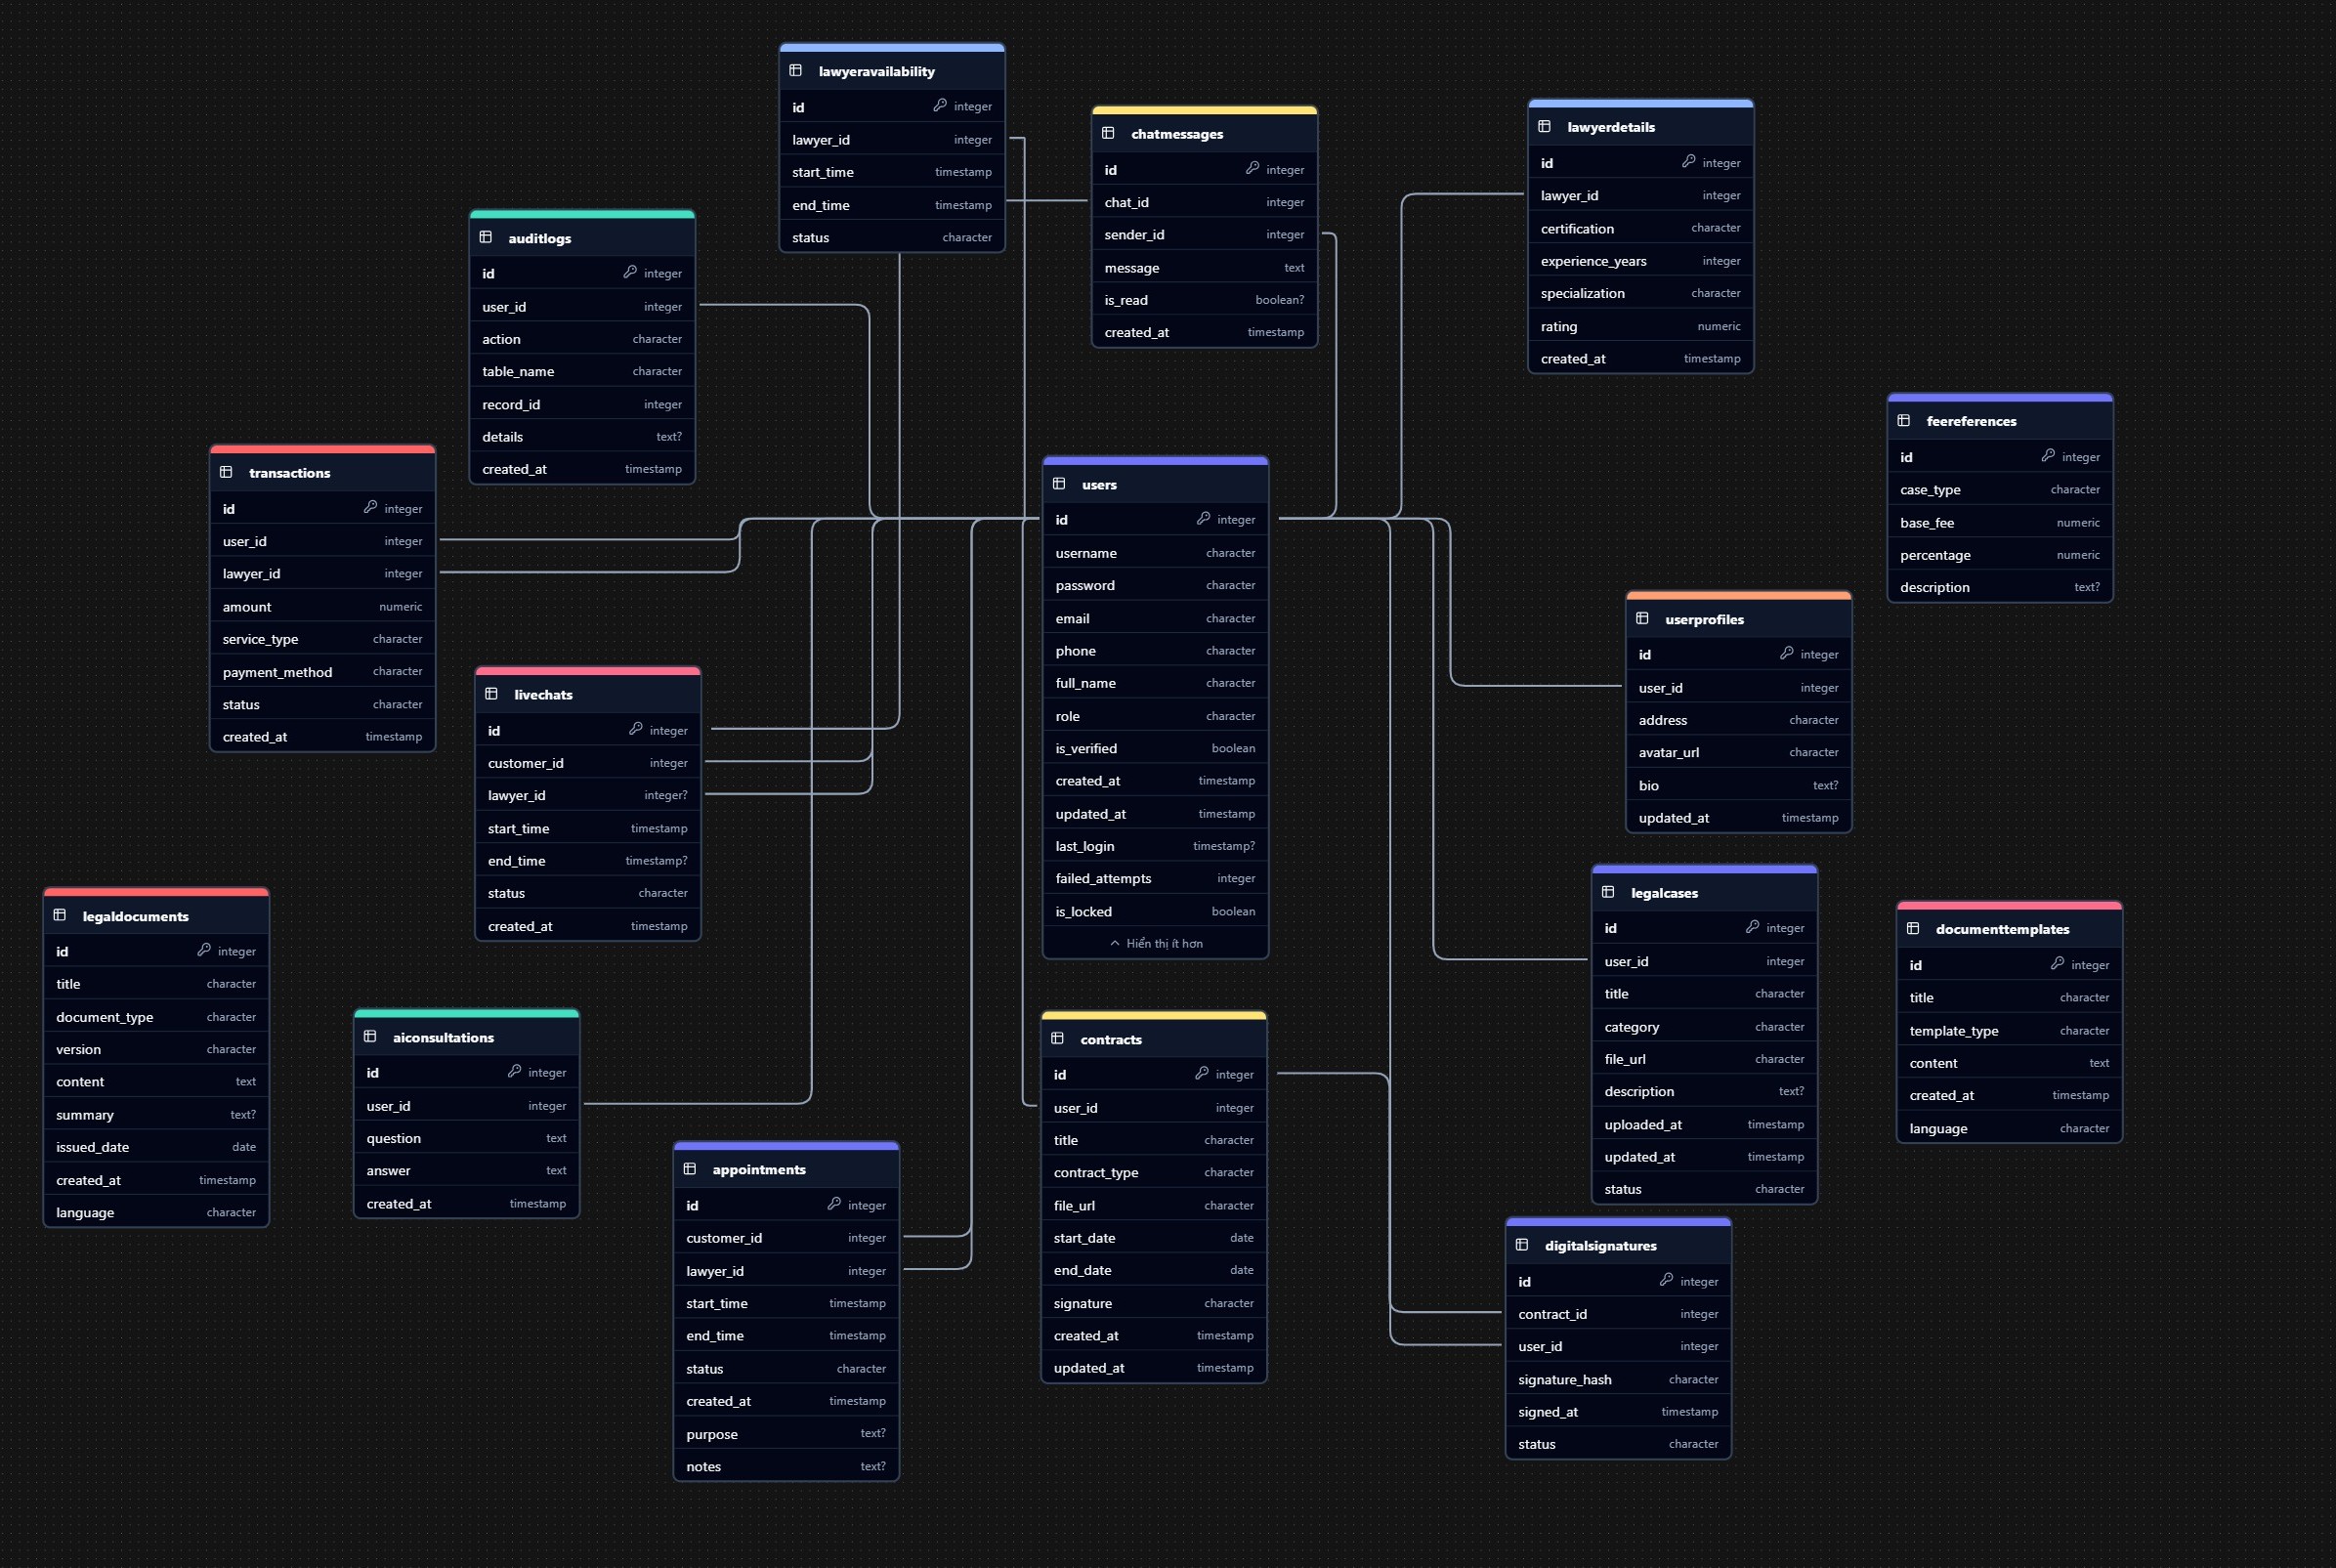 lawyeravailability
id integer
lawyer_id integer
start_time timestamp
end_time timestamp
status character
chatmessages
id integer
chat_id integer
sender_id integer
message text
is_read boolean?
created_at timestamp
lawyerdetails
id integer
lawyer_id integer
certification character
experience_years integer
specialization character
rating numeric
created_at timestamp
auditlogs
id integer
user_id integer
action character
table_name character
record_id integer
details text?
created_at timestamp
feereferences
id integer
case_type character
base_fee numeric
percentage numeric
description text?
transactions
id integer
user_id integer
lawyer_id integer
amount numeric
service_type character
payment_method character
status character
created_at timestamp
users
id integer
username character
password character
email character
phone character
full_name character
role character
is_verified boolean
created_at timestamp
updated_at timestamp
last_login timestamp?
failed_attempts integer
is_locked boolean
Hiển thị ít hơn
userprofiles
id integer
user_id integer
address character
avatar_url character
bio text?
updated_at timestamp
livechats
id integer
customer_id integer
lawyer_id integer?
start_time timestamp
end_time timestamp?
status character
created_at timestamp
legalcases
id integer
user_id integer
title character
category character
file_url character
description text?
uploaded_at timestamp
updated_at timestamp
status character
legaldocuments
id integer
title character
document_type character
version character
content text
summary text?
issued_date date
created_at timestamp
language character
documenttemplates
id integer
title character
template_type character
content text
created_at timestamp
language character
aiconsultations
id integer
user_id integer
question text
answer text
created_at timestamp
contracts
id integer
user_id integer
title character
contract_type character
file_url character
start_date date
end_date date
signature character
created_at timestamp
updated_at timestamp
appointments
id integer
customer_id integer
lawyer_id integer
start_time timestamp
end_time timestamp
status character
created_at timestamp
purpose text?
notes text?
digitalsignatures
id integer
contract_id integer
user_id integer
signature_hash character
signed_at timestamp
status character